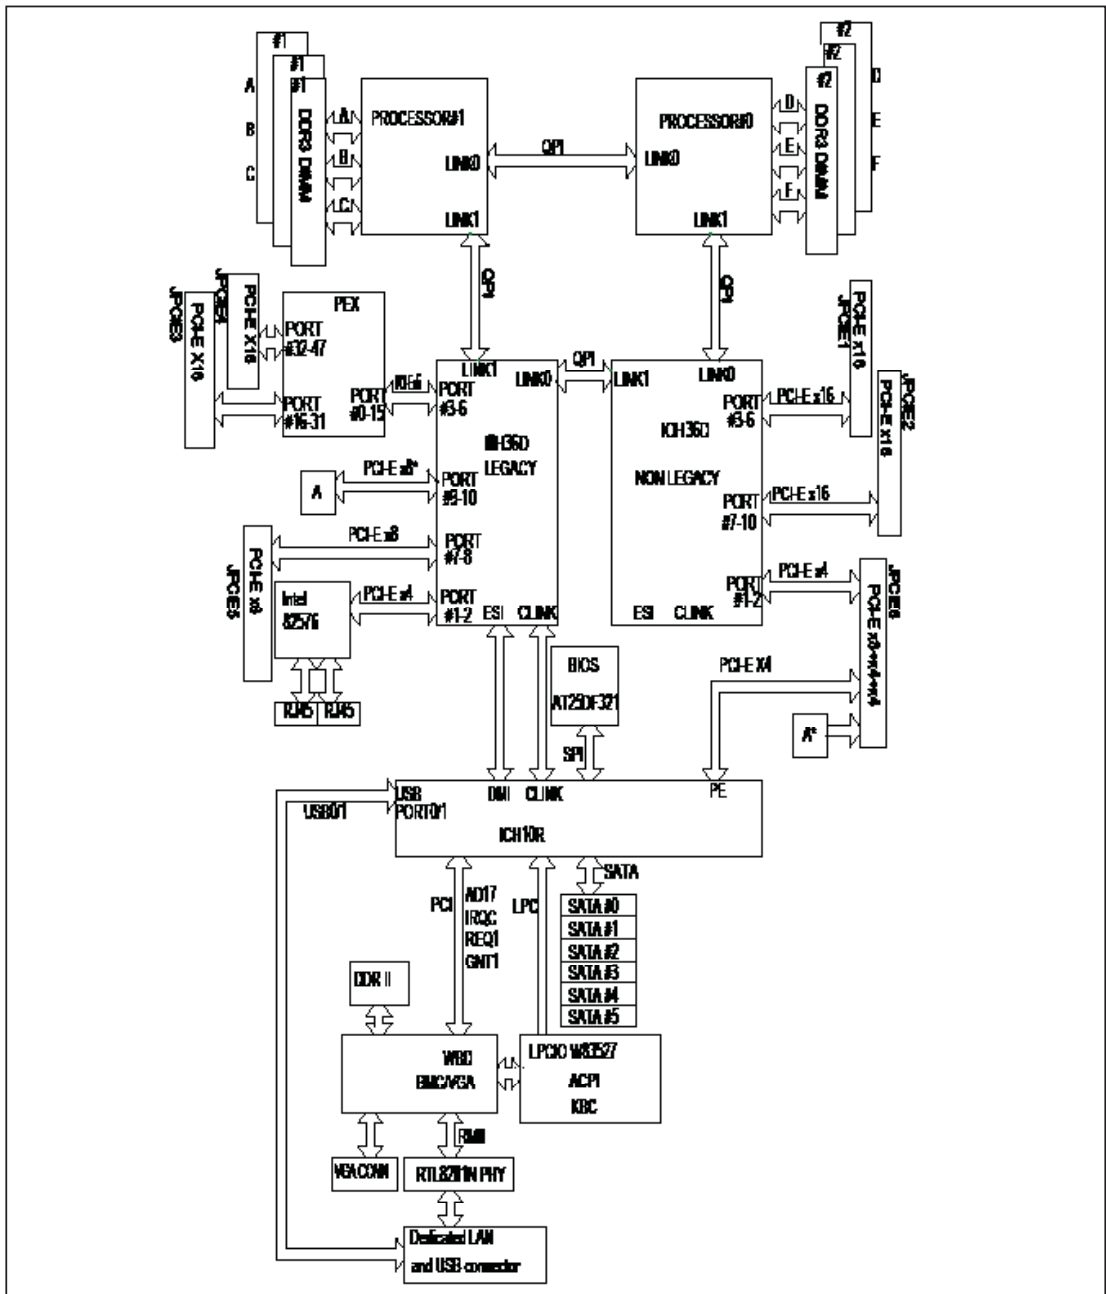 #1
#1
#1
A
B
C
DDR3 DIMM
A
B
C
PROCESSOR#1
LINK0
LINK1
QPI
PROCESSOR#0
LINK0
LINK1
D
E
F
#2
#2
#2
DDR3 DIMM
D
E
F
QPI
QPI
JPCIE3
PCI-E X16
JPCIE4
PCI-E X16
PEX
PORT
#32-47
PORT
#16-31
PORT
#0-15
LINK1
LINK0
PORT
#3-6
LEGACY
PORT
#9-10
PORT
#7-8
PORT
#1-2
ESI CLINK
QPI
LINK1
LINK0
PORT
#3-6
IOH36D
NON LEGACY
PORT
#7-10
PORT
#1-2
ESI CLINK
PCI-E x16
PCI-E x16
JPCIE1
PCI-E x16
JPCIE2
PCI-E x16
PCI-E x4
JPCIE6
PCI-E x8
A
PCI-E x8*
PCI-E x8
PCI-E x8
JPCIE5
Intel
82576
PCI-E x4
RJ45
RJ45
BIOS
AT25DF321
SPI
PCI-E X4
A*
USB
PORT0/1
USB0/1
DMI CLINK
PE
ICH10R
PCI
AD17
IRQC
REQ1
GNT1
LPC
SATA
SATA #0
SATA #1
SATA #2
SATA #3
SATA #4
SATA #5
DDR II
BMC/VGA
LPCIO W83527
ACPI
KBC
RMII
VGA CONN
RTL8201N PHY
Dedicated LAN
and USB connector